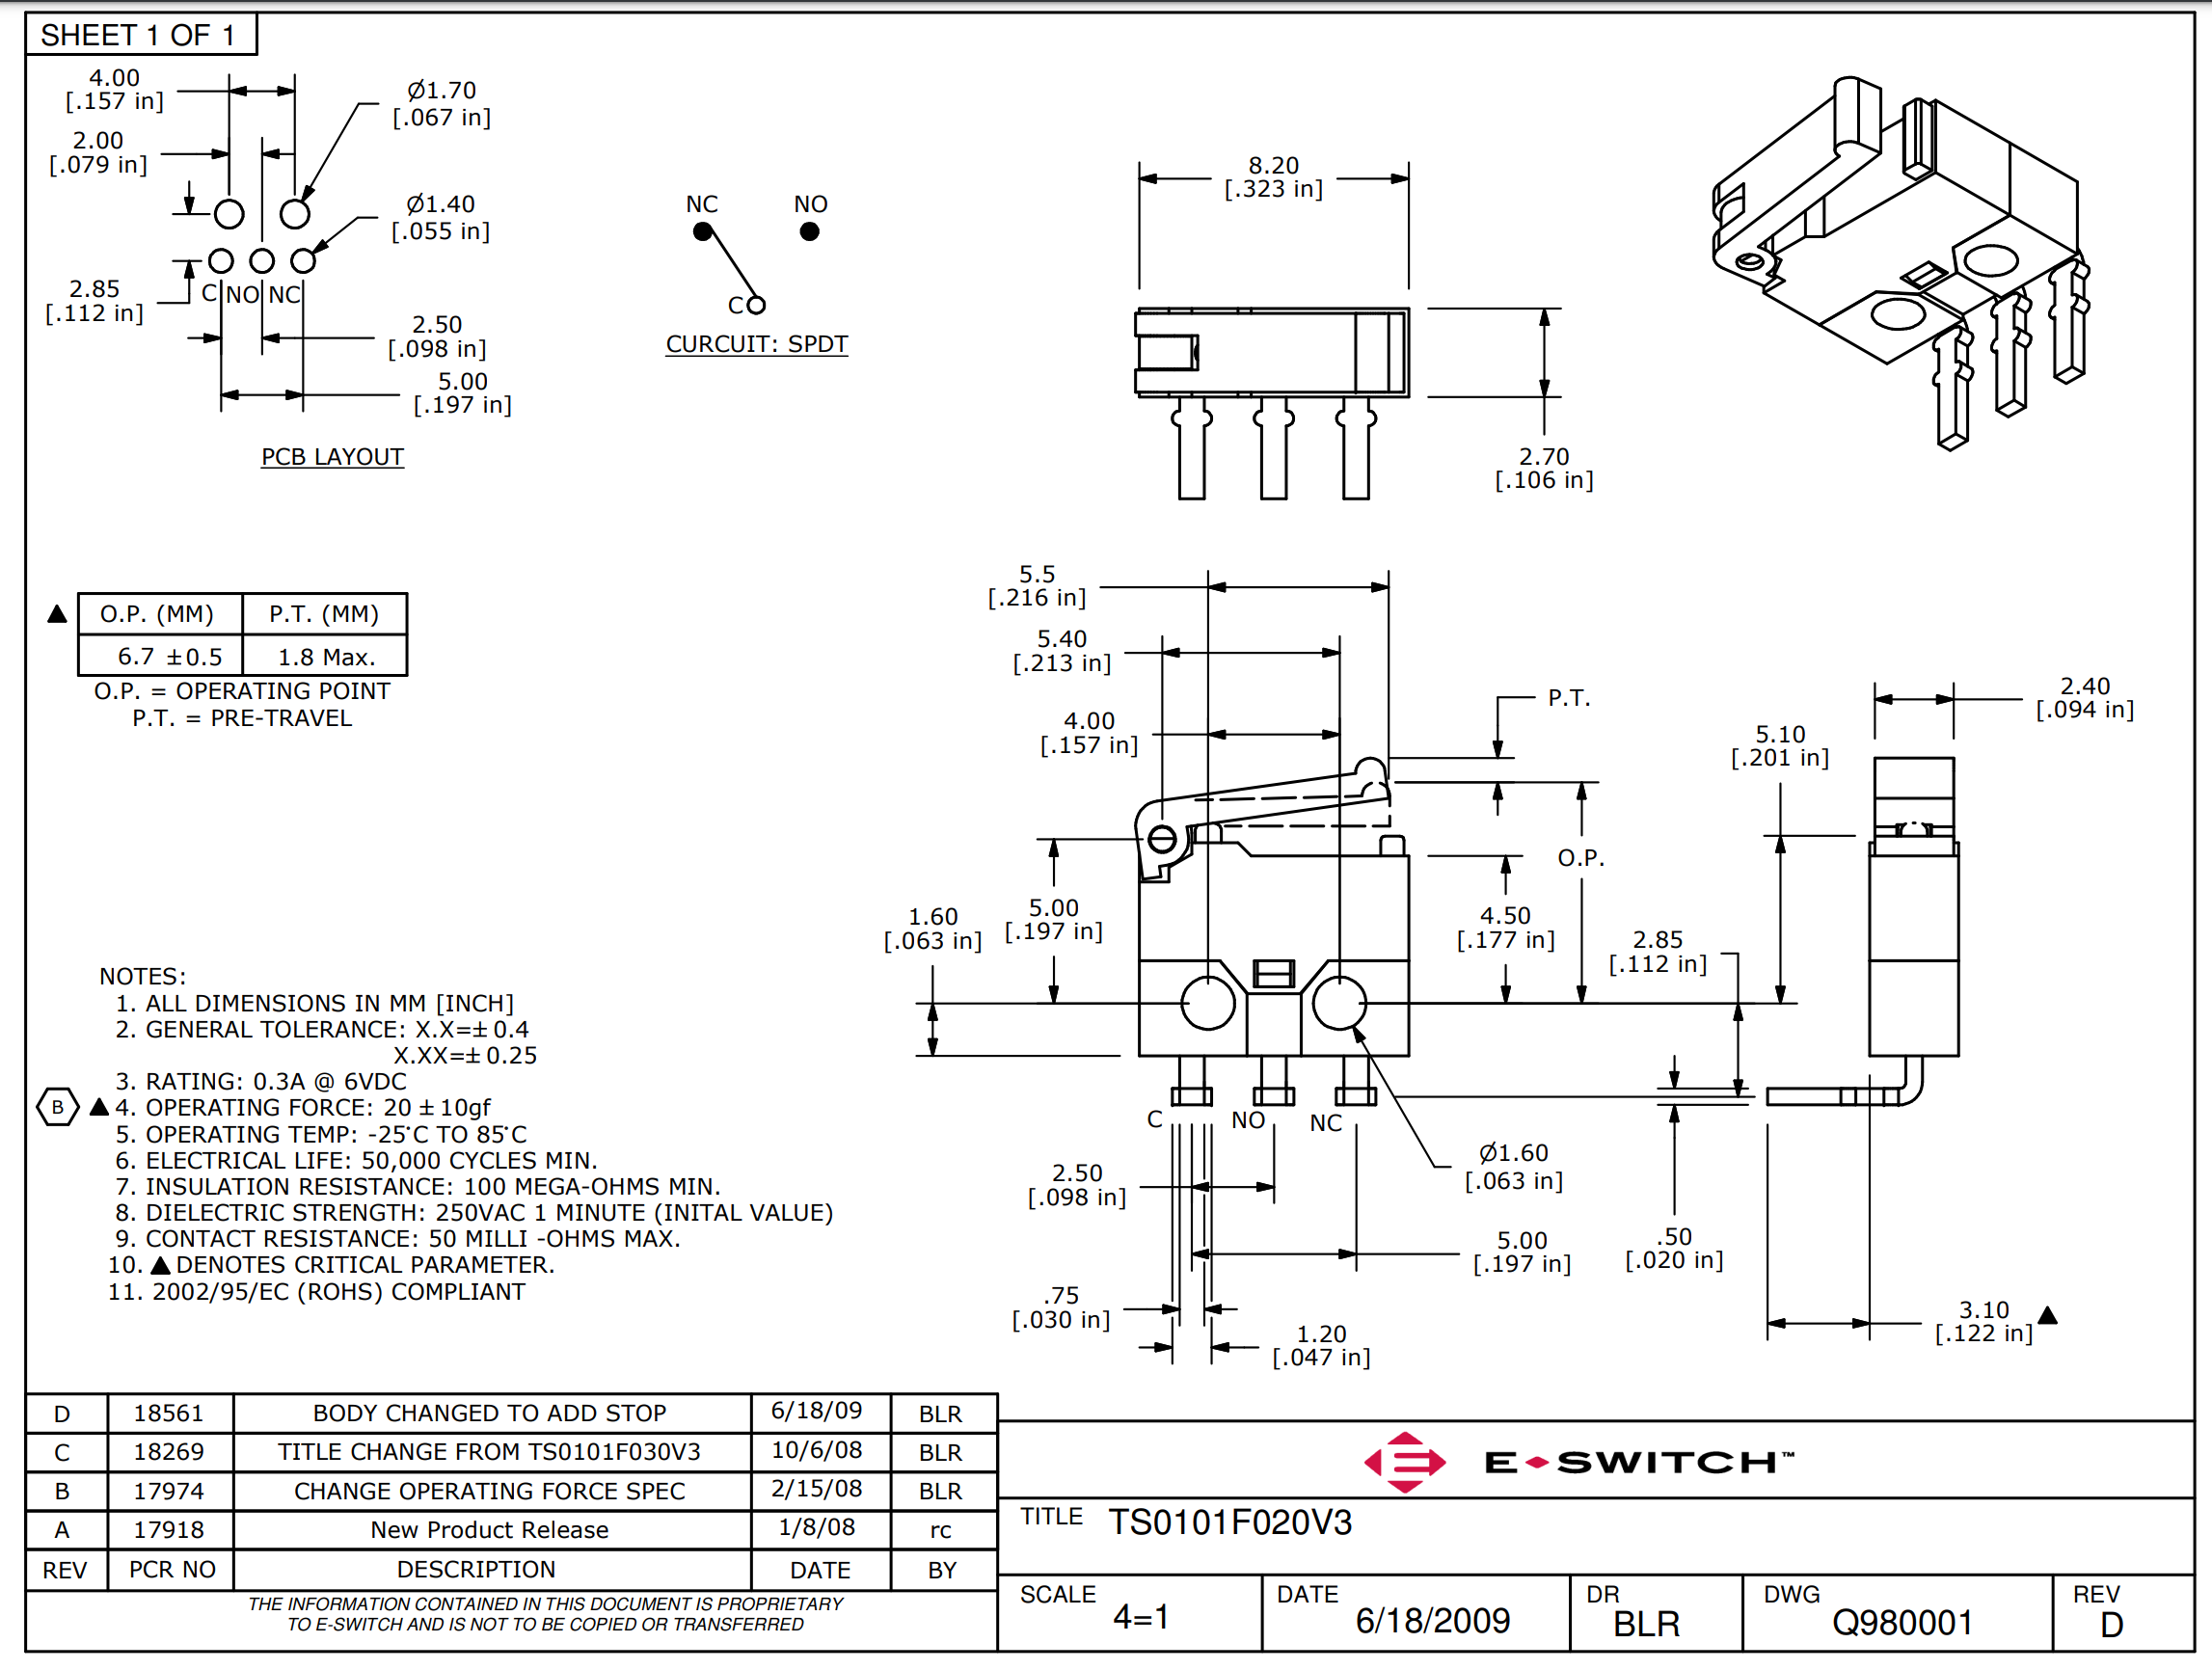 SHEET 1 OF 1
4.00
[.157 in]
Ø1.70
[.067 in]
2.00
[.079 in]
Ø1.40
[.055 in]
2.85
[.112 in]
C NO NC
2.50
[.098 in]
5.00
[.197 in]
PCB LAYOUT
NC NO
C
CURCUIT: SPDT
8.20
[.323 in]
2.70
[.106 in]
O.P. (MM) P.T. (MM)
6.7 ±0.5 1.8 Max.
O.P. = OPERATING POINT
P.T. = PRE-TRAVEL
5.5
[.216 in]
5.40
[.213 in]
4.00
[.157 in]
P.T.
O.P.
1.60
[.063 in]
5.00
[.197 in]
4.50
[.177 in]
2.85
[.112 in]
5.10
[.201 in]
2.40
[.094 in]
C NO NC
2.50
[.098 in]
Ø1.60
[.063 in]
5.00
[.197 in]
.50
[.020 in]
.75
[.030 in]
1.20
[.047 in]
3.10
[.122 in] ▲
NOTES:
1. ALL DIMENSIONS IN MM [INCH]
2. GENERAL TOLERANCE: X.X=± 0.4
X.XX=± 0.25
3. RATING: 0.3A @ 6VDC
B ▲ 4. OPERATING FORCE: 20 ± 10gf
5. OPERATING TEMP: -25°C TO 85°C
6. ELECTRICAL LIFE: 50,000 CYCLES MIN.
7. INSULATION RESISTANCE: 100 MEGA-OHMS MIN.
8. DIELECTRIC STRENGTH: 250VAC 1 MINUTE (INITAL VALUE)
9. CONTACT RESISTANCE: 50 MILLI -OHMS MAX.
10. ▲ DENOTES CRITICAL PARAMETER.
11. 2002/95/EC (ROHS) COMPLIANT
D 18561 BODY CHANGED TO ADD STOP 6/18/09 BLR
C 18269 TITLE CHANGE FROM TS0101F030V3 10/6/08 BLR
B 17974 CHANGE OPERATING FORCE SPEC 2/15/08 BLR
A 17918 New Product Release 1/8/08 rc
REV PCR NO DESCRIPTION DATE BY
THE INFORMATION CONTAINED IN THIS DOCUMENT IS PROPRIETARY
TO E-SWITCH AND IS NOT TO BE COPIED OR TRANSFERRED
E-SWITCH™
TITLE TS0101F020V3
SCALE 4=1
DATE 6/18/2009
DR BLR
DWG Q980001
REV D